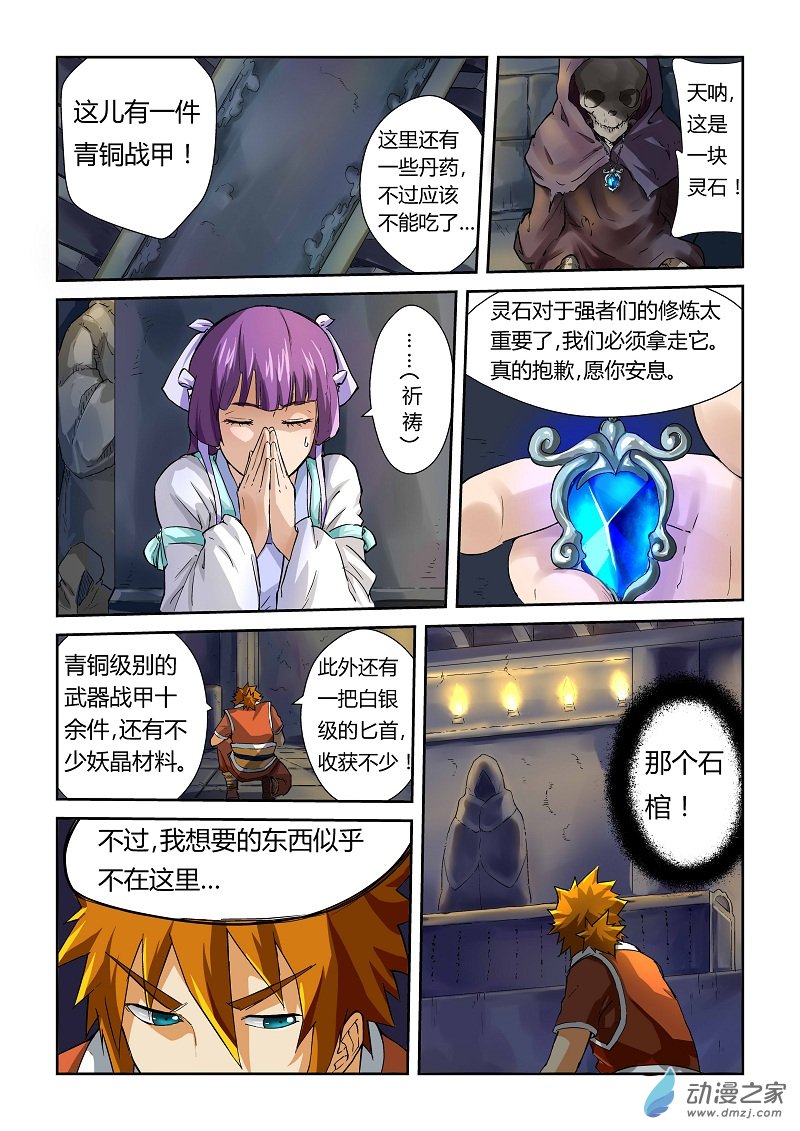 这儿有一件
青铜战甲！
这里还有
一些丹药，
不过应该
不能吃了...
天呐，
这是
一块
灵石！
......（祈祷）
灵石对于强者们的修炼太
重要了，我们必须拿走它。
真的抱歉，愿你安息。
青铜级别的
武器战甲十
余件，还有不
少妖晶材料。
此外还有
一把白银
级的匕首，
收获不少！
不过，我想要的东西似乎
不在这里...
那个石
棺！
动漫之家
www.dmzj.com